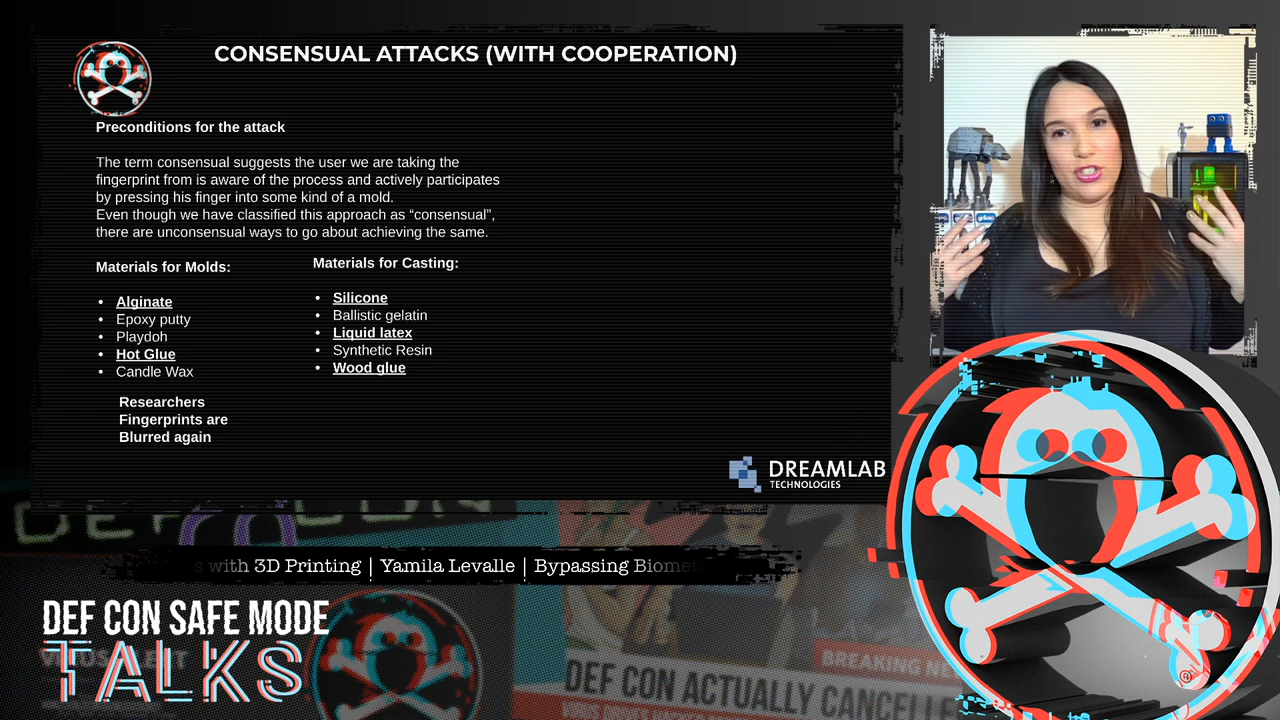 CONSENSUAL ATTACKS (WITH COOPERATION)
Preconditions for the attack
The term consensual suggests the user we are taking the
fingerprint from is aware of the process and actively participates
by pressing his finger into some kind of a mold.
Even though we have classified this approach as “consensual”,
there are unconsensual ways to go about achieving the same.
Materials for Molds:
• Alginate
• Epoxy putty
• Playdoh
• Hot Glue
• Candle Wax
Materials for Casting:
• Silicone
• Ballistic gelatin
• Liquid latex
• Synthetic Resin
• Wood glue
Researchers
Fingerprints are
Blurred again
DREAMLAB
TECHNOLOGIES
DEF CON
s with 3D Printing | Yamila Levalle | Bypassing Biomet
DEF CON SAFE MODE
TALKS
BREAKING NE
DEF CON ACTUALLY CANCELLE
®